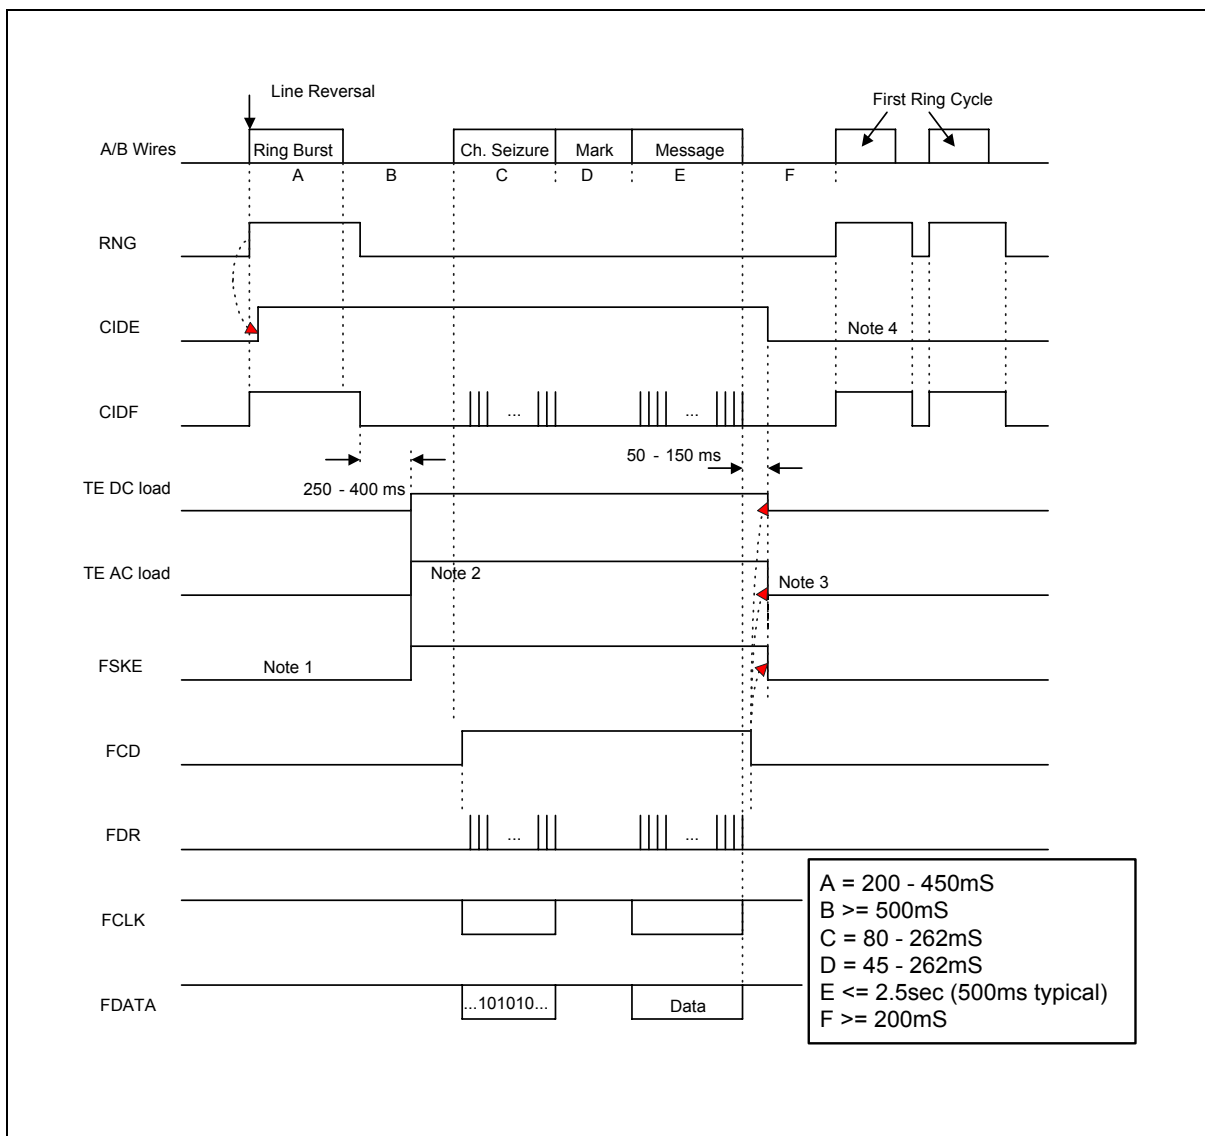 Line Reversal
First Ring Cycle
A/B Wires
Ring Burst
Ch. Seizure
Mark
Message
A
B
C
D
E
F
RNG
CIDE
Note 4
CIDF
...
...
50 - 150 ms
250 - 400 ms
TE DC load
TE AC load
Note 2
Note 3
FSKE
Note 1
FCD
FDR
...
...
FCLK
FDATA
...101010...
Data
A = 200 - 450mS
B >= 500mS
C = 80 - 262mS
D = 45 - 262mS
E <= 2.5sec (500ms typical)
F >= 200mS